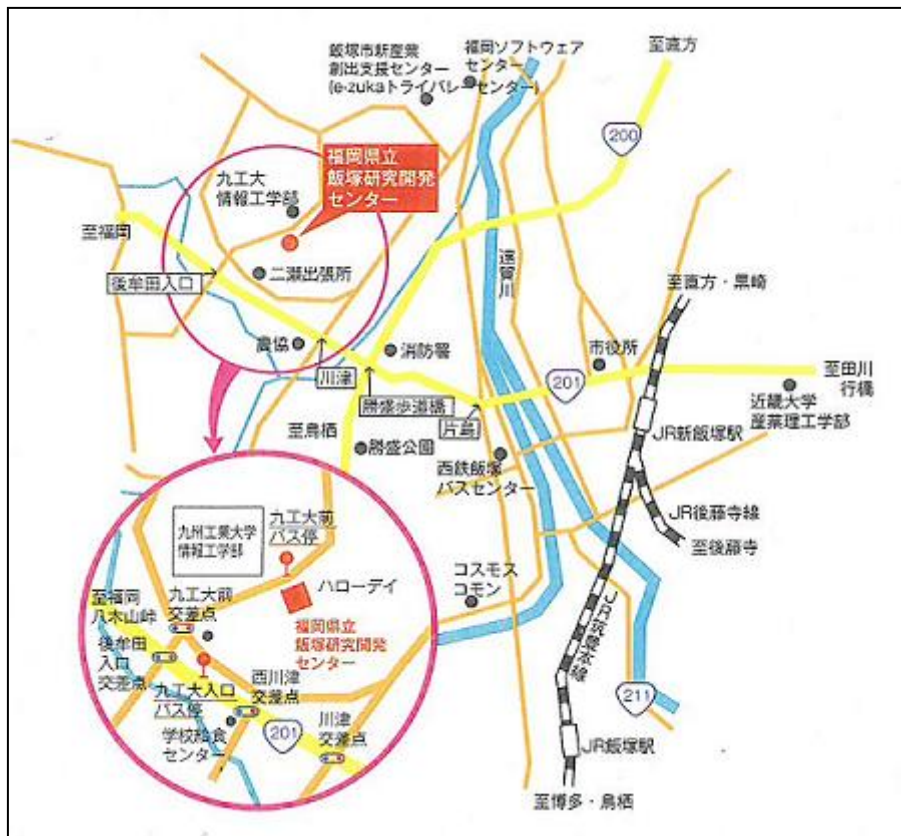 飯塚市新産業
創出支援センター
(e-zukaトライバレーセンター)
福岡ソフトウェア
センター
至直方
200
福岡県立
飯塚研究開発
センター
九工大
情報工学部
至福岡
二瀬出張所
後牟田入口
遠賀川
至直方・黒崎
農協
川津
消防署
市役所
201
至田川
行橋
勝盛歩道橋
片島
近畿大学
産業理工学部
至鳥栖
勝盛公園
西鉄飯塚
バスセンター
JR新飯塚駅
JR後藤寺線
至後藤寺
九州工業大学
情報工学部
九工大前
バス停
ハローデイ
コスモス
コモン
至福岡
八木山峠
九工大前
交差点
福岡県立
飯塚研究開発
センター
後牟田
入口
交差点
九工大入口
バス停
西川津
交差点
学校給食
センター
201
川津
交差点
JR筑豊本線
211
JR飯塚駅
至博多・鳥栖